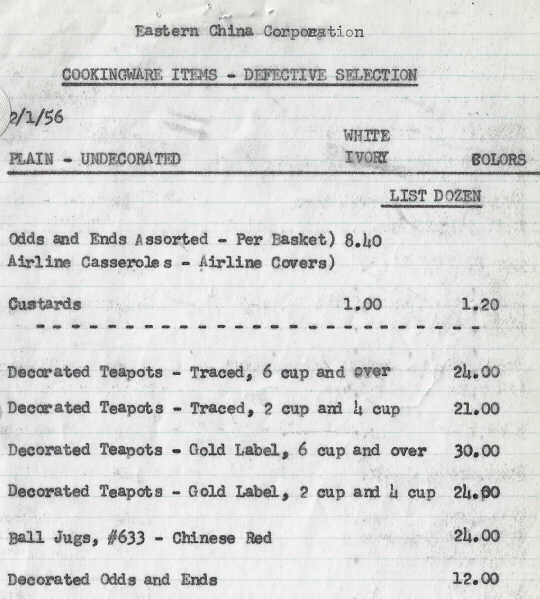 Eastern China Corporation
COOKINGWARE ITEMS - DEFECTIVE SELECTION
2/1/56
WHITE
PLAIN - UNDECORATED IVORY COLORS
LIST DOZEN
Odds and Ends Assorted - Per Basket) 8.40
Airline Casseroles - Airline Covers)
Custards 1.00 1.20
- - - - - - - - - - - - - - - - - - - - - - - - -
Decorated Teapots - Traced, 6 cup and over 24.00
Decorated Teapots - Traced, 2 cup and 4 cup 21.00
Decorated Teapots - Gold Label, 6 cup and over 30.00
Decorated Teapots - Gold Label, 2 cup and 4 cup 24.00
Ball Jugs, #633 - Chinese Red 24.00
Decorated Odds and Ends 12.00